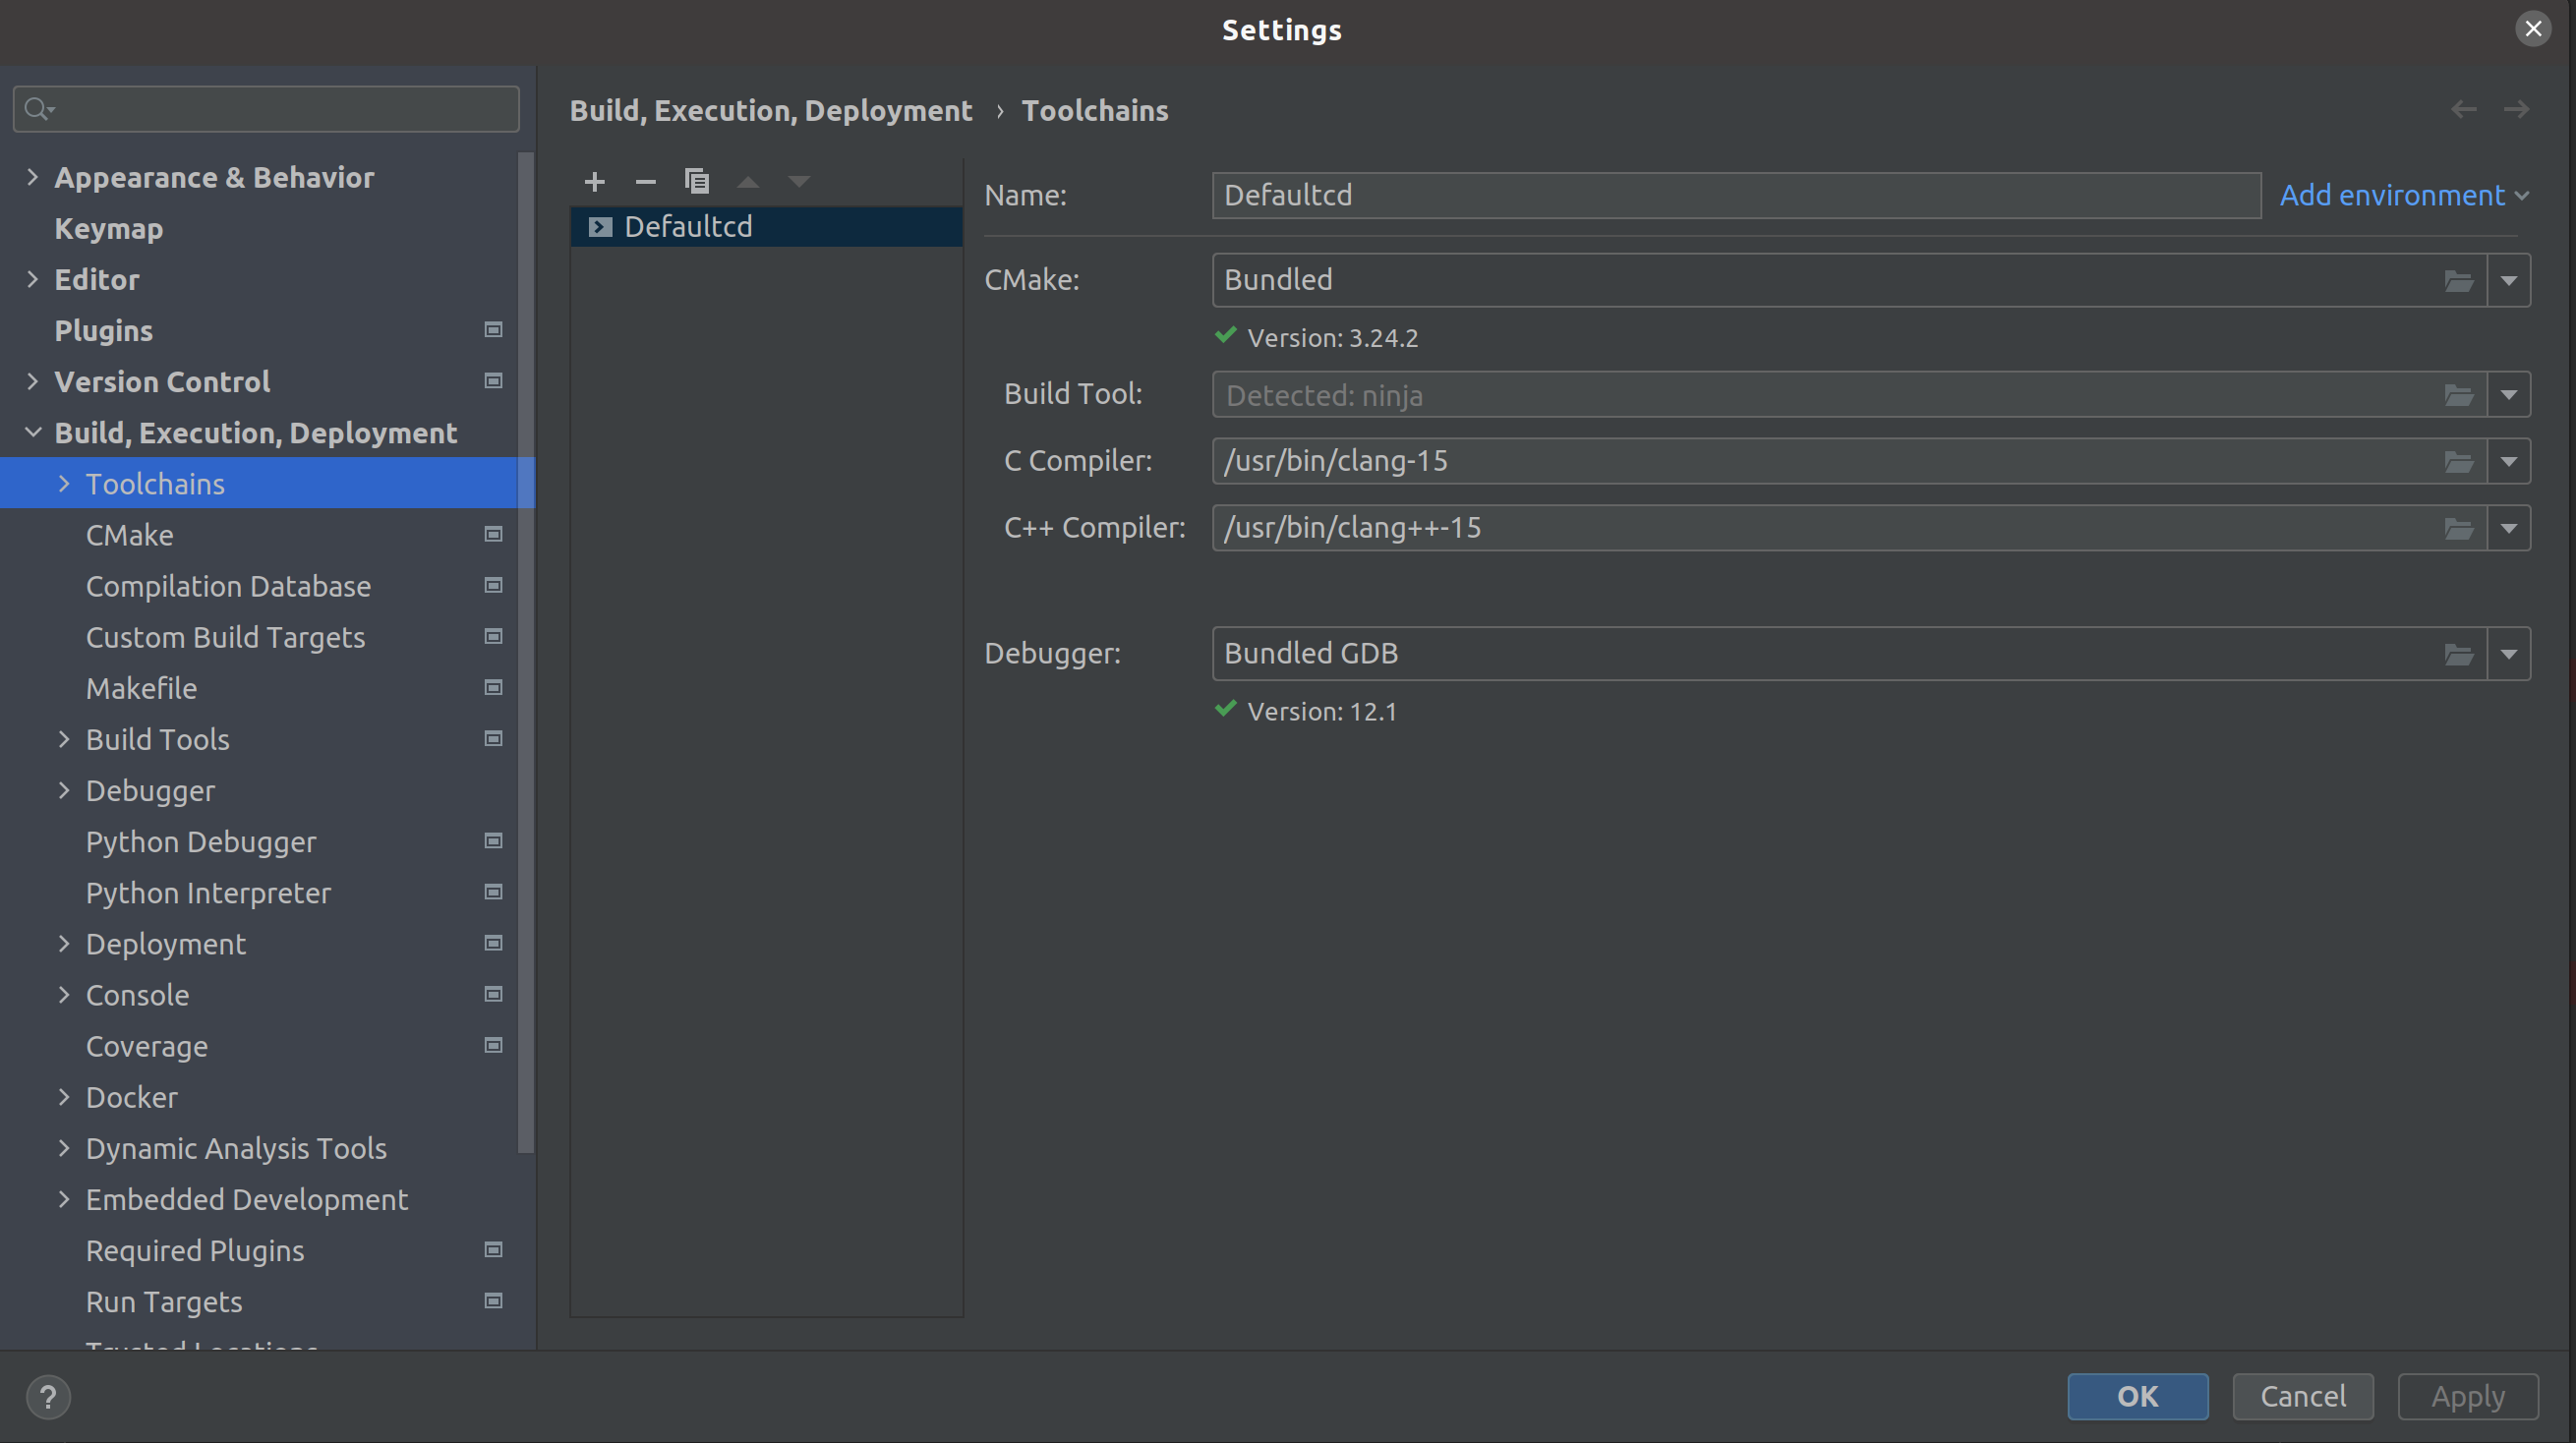 Settings
Build, Execution, Deployment › Toolchains
Appearance & Behavior
Keymap
Editor
Plugins
Version Control
Build, Execution, Deployment
Toolchains
CMake
Compilation Database
Custom Build Targets
Makefile
Build Tools
Debugger
Python Debugger
Python Interpreter
Deployment
Console
Coverage
Docker
Dynamic Analysis Tools
Embedded Development
Required Plugins
Run Targets
Trusted Locations
Defaultcd
Name: Defaultcd Add environment
CMake: Bundled
Version: 3.24.2
Build Tool: Detected: ninja
C Compiler: /usr/bin/clang-15
C++ Compiler: /usr/bin/clang++-15
Debugger: Bundled GDB
Version: 12.1
?
OK Cancel Apply